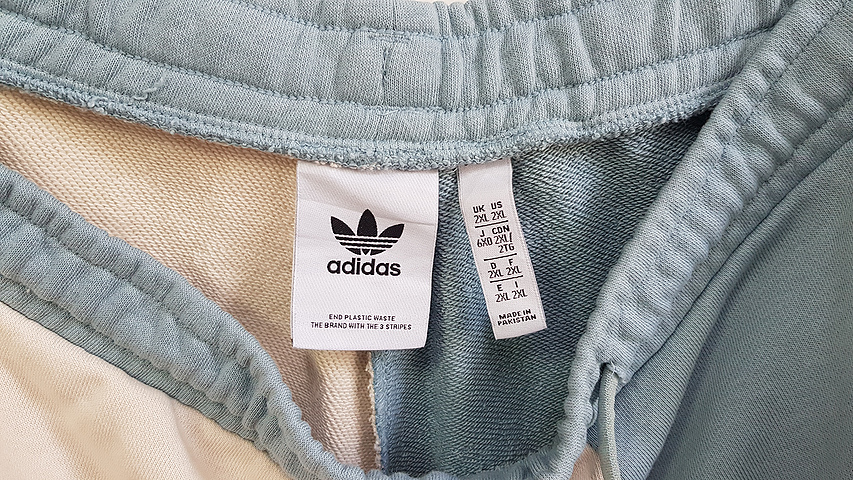 adidas
END PLASTIC WASTE
THE BRAND WITH THE 3 STRIPES
UK US
2XL 2XL
J CDN
6XO 2XL/
2TG
D F
2XL 2XL
E I
2XL 2XL
MADE IN
PAKISTAN